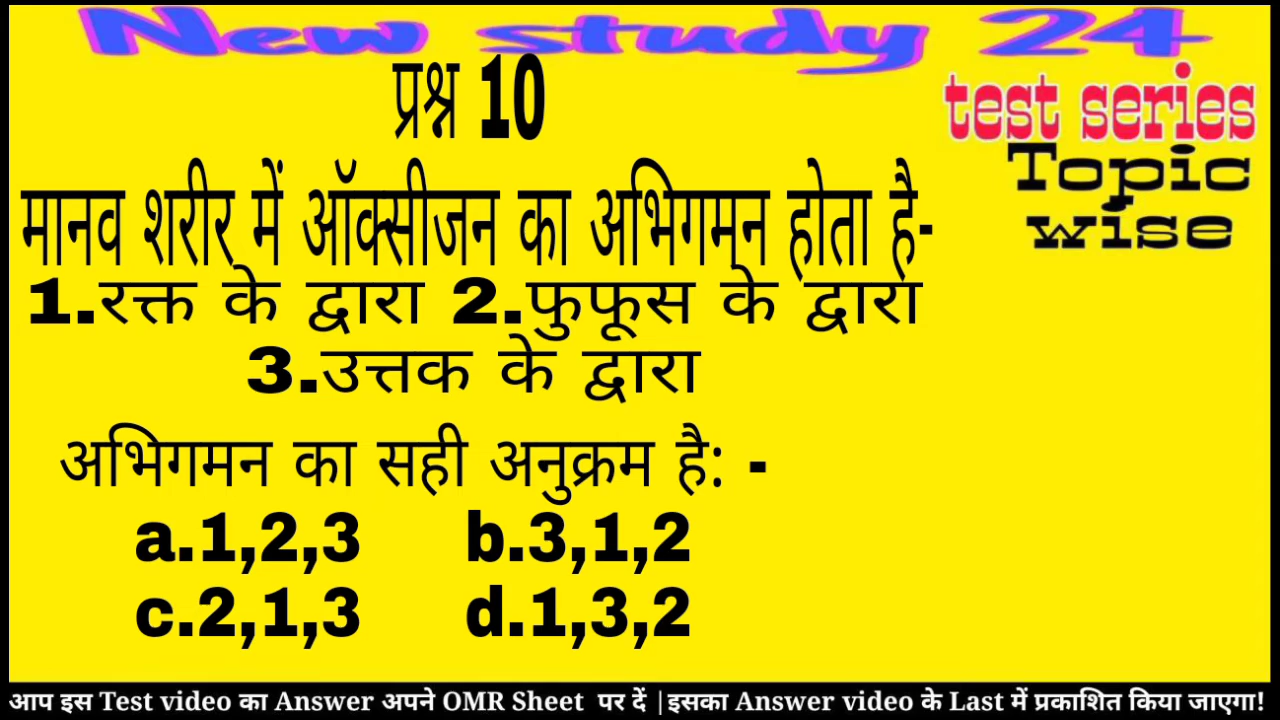 New study 24
प्रश्न 10
test series
Topic
wise
मानव शरीर में ऑक्सीजन का अभिगमन होता है-
1.रक्त के द्वारा 2.फुफूस के द्वारा
3.उत्तक के द्वारा
अभिगमन का सही अनुक्रम है: -
a.1,2,3 b.3,1,2
c.2,1,3 d.1,3,2
आप इस Test video का Answer अपने OMR Sheet पर दें |इसका Answer video के Last में प्रकाशित किया जाएगा!